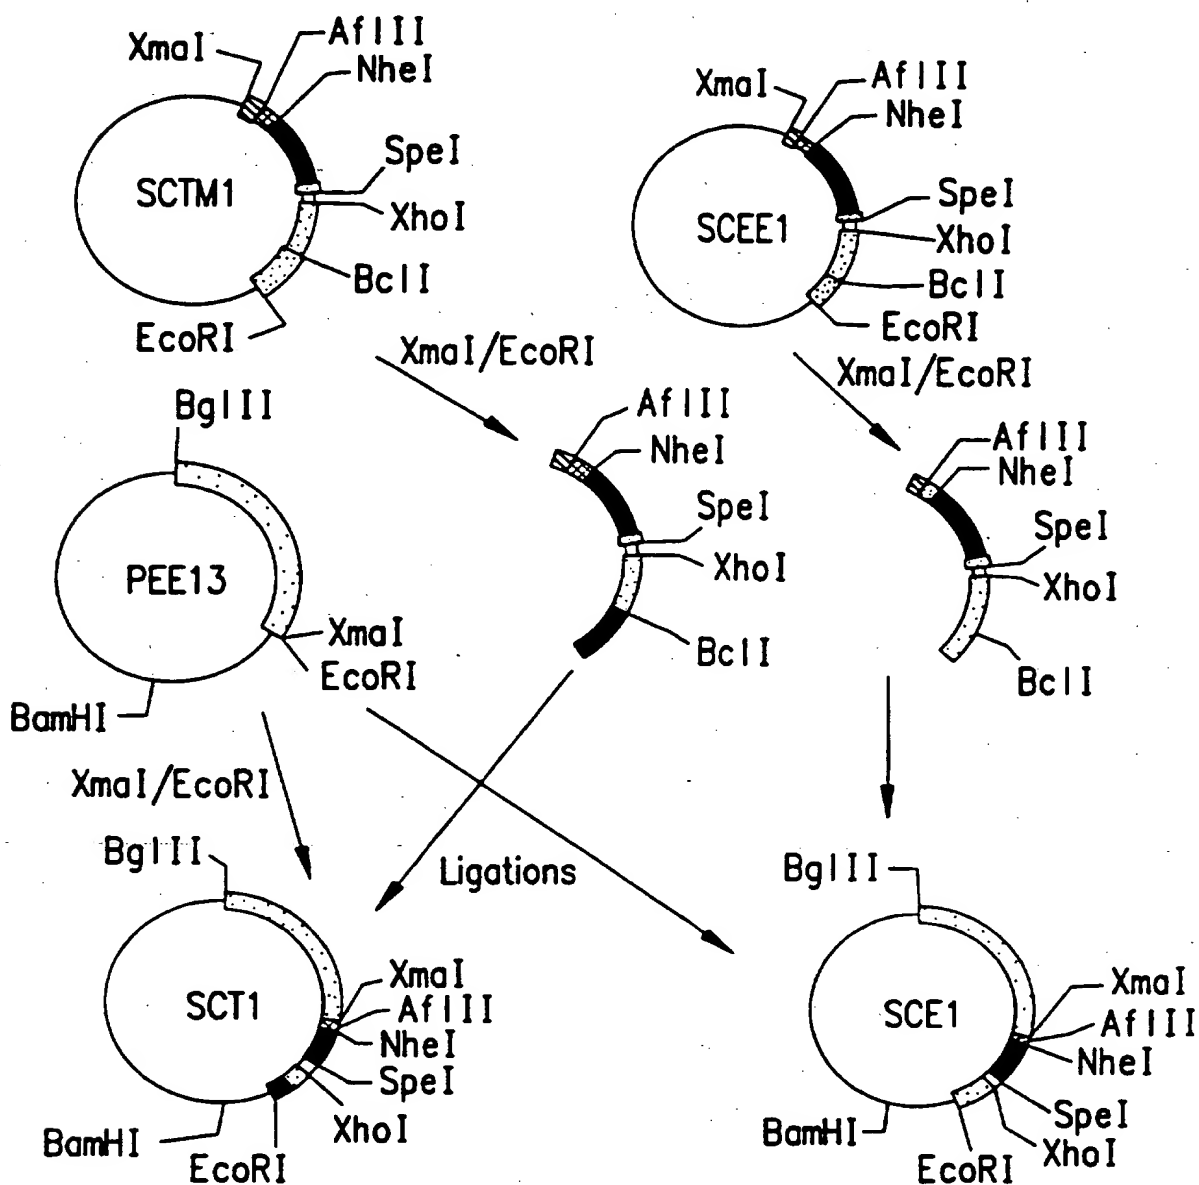 XmaI
AflII
NheI
SCTM1
SpeI
XhoI
BclI
EcoRI
XmaI
AflII
NheI
SCEE1
SpeI
XhoI
BclI
EcoRI
XmaI/EcoRI
XmaI/EcoRI
BglII
PEE13
XmaI
EcoRI
BamHI
AflII
NheI
SpeI
XhoI
BclI
AflII
NheI
SpeI
XhoI
BclI
XmaI/EcoRI
Ligations
BglII
SCT1
XmaI
AflII
NheI
SpeI
XhoI
BamHI
EcoRI
BglII
SCE1
XmaI
AflII
NheI
SpeI
XhoI
BamHI
EcoRI